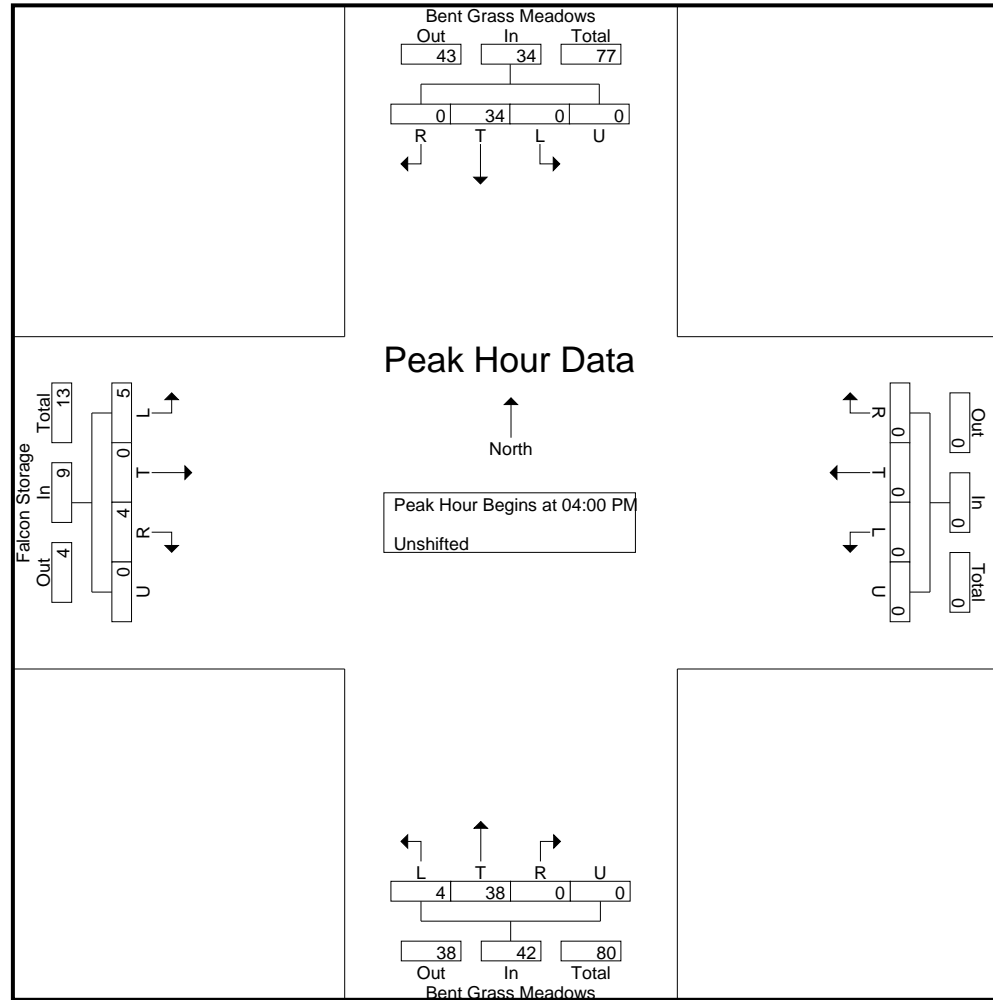 Bent Grass Meadows
Out In Total
43 34 77
0 34 0 0
R T L U
Peak Hour Data
North
Peak Hour Begins at 04:00 PM
Unshifted
Falcon Storage
Total In Out
13 9 4
5 0 4 0
L T R U
R T L U
0 0 0 0
Out In Total
0 0 0
L T R U
4 38 0 0
38 42 80
Out In Total
Bent Grass Meadows